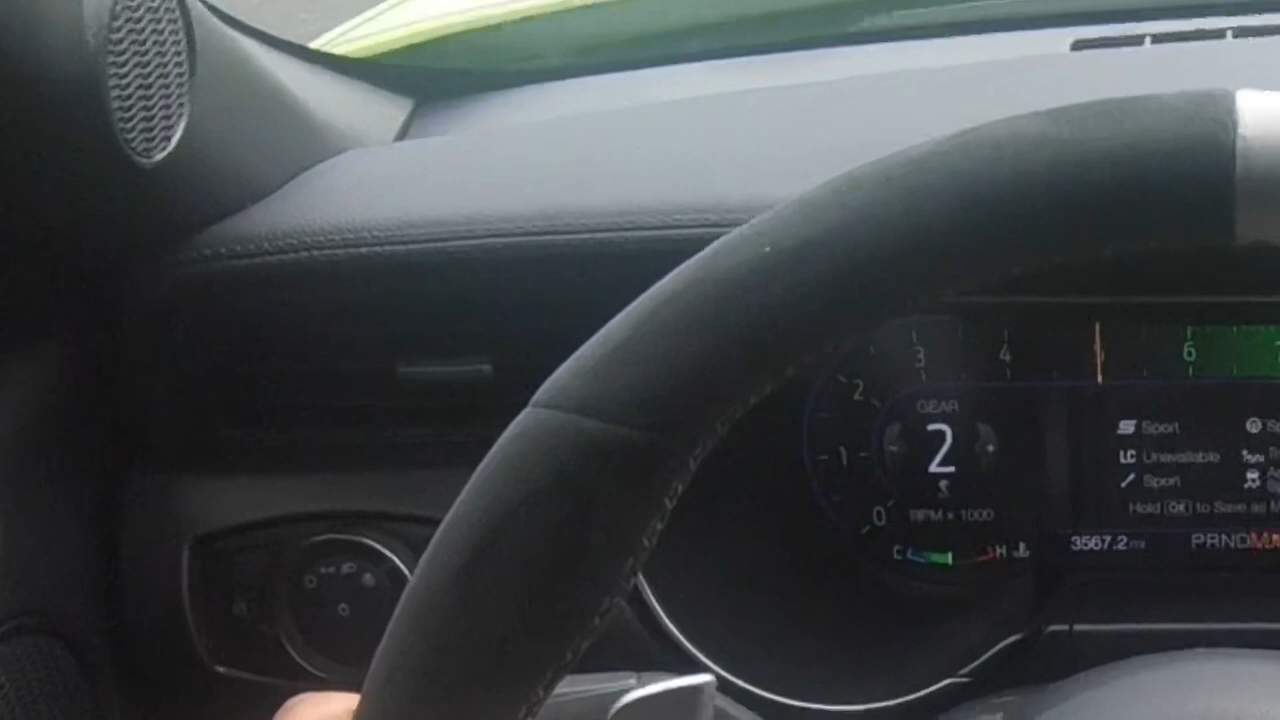 3 4 6
2
GEAR
2
1
0
RPM x 1000
C H
Sport
LC Unavailable
Sport
Hold OK to Save as M
3567.2 mi PRNDM